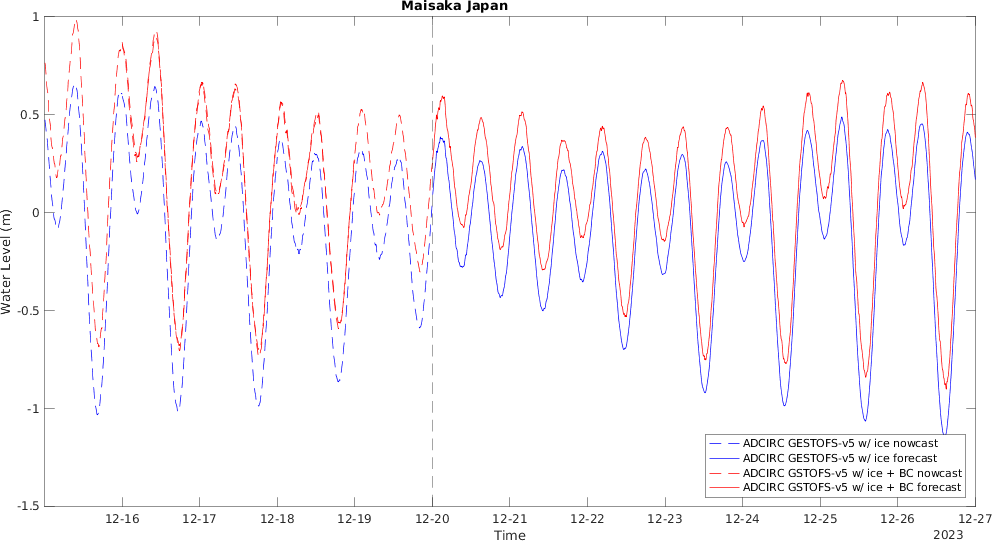 Maisaka Japan
1
0.5
0
-0.5
-1
-1.5
Water Level (m)
ADCIRC GESTOFS-v5 w/ ice nowcast
ADCIRC GESTOFS-v5 w/ ice forecast
ADCIRC GSTOFS-v5 w/ ice + BC nowcast
ADCIRC GSTOFS-v5 w/ ice + BC forecast
12-16 12-17 12-18 12-19 12-20 12-21 12-22 12-23 12-24 12-25 12-26 12-27
Time
2023